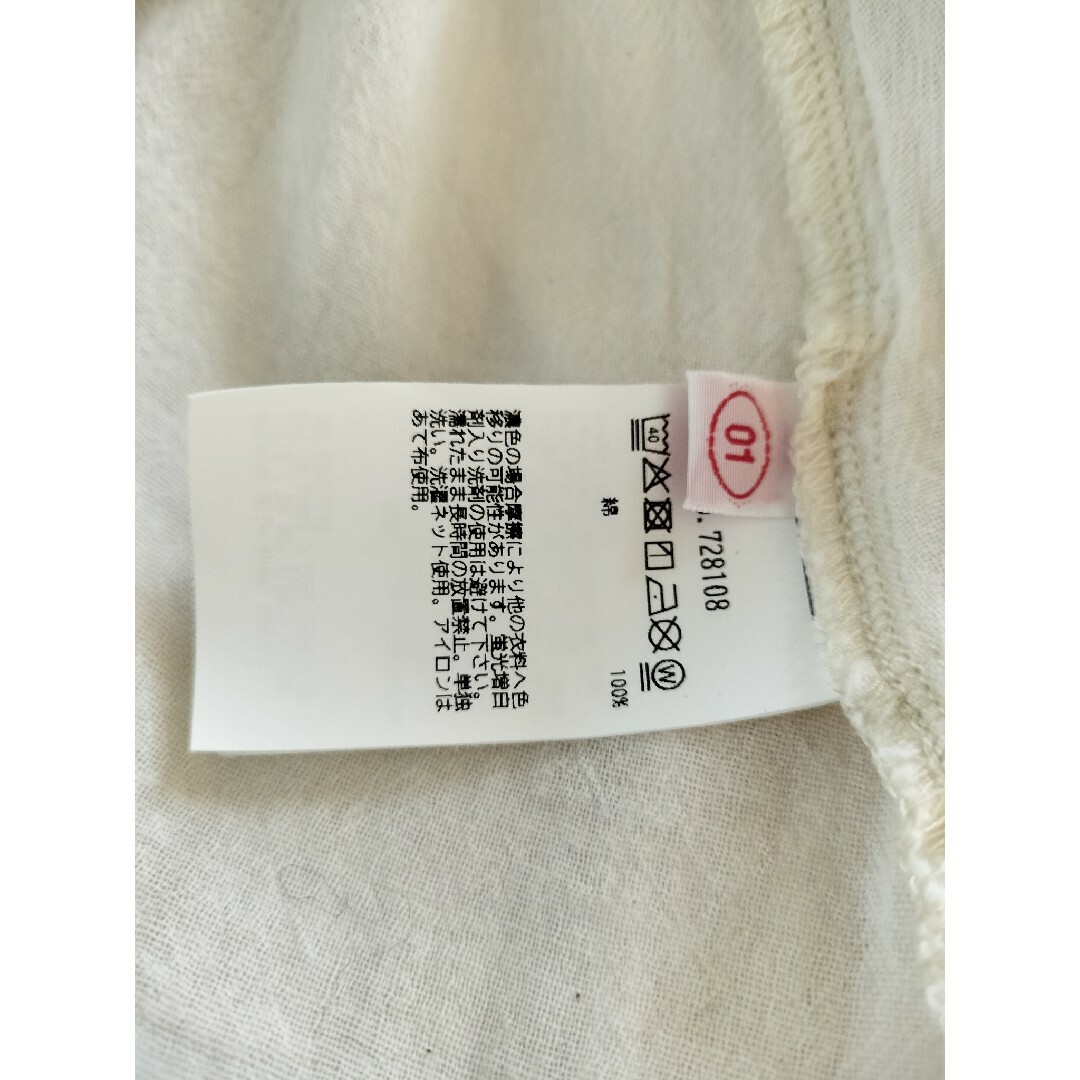 01
.728108
40
W
綿 100%
濃色の場合摩擦により他の衣料へ色
移りの可能性があります。蛍光増白
剤入り洗剤の使用は避けて下さい。
濡れたまま長時間の放置禁止。単独
洗い。洗濯ネット使用。アイロンは
あて布使用。